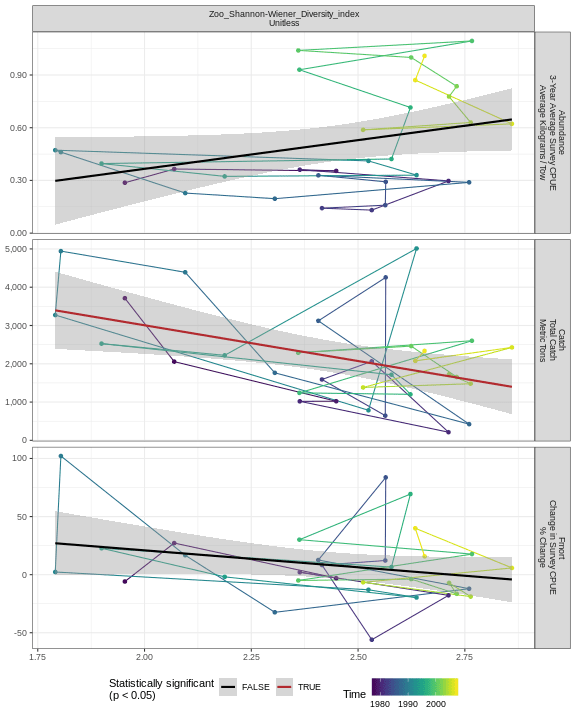 Zoo_Shannon-Wiener_Diversity_index
Unitless
0.90
0.60
0.30
0.00
Abundance
3-Year Average Survey CPUE
Average Kilograms / Tow
5,000
4,000
3,000
2,000
1,000
0
Catch
Total Catch
Metric Tons
100
50
0
-50
Fmort
Change in Survey CPUE
% Change
1.75
2.00
2.25
2.50
2.75
Statistically significant
(p < 0.05)
FALSE
TRUE
Time
1980
1990
2000